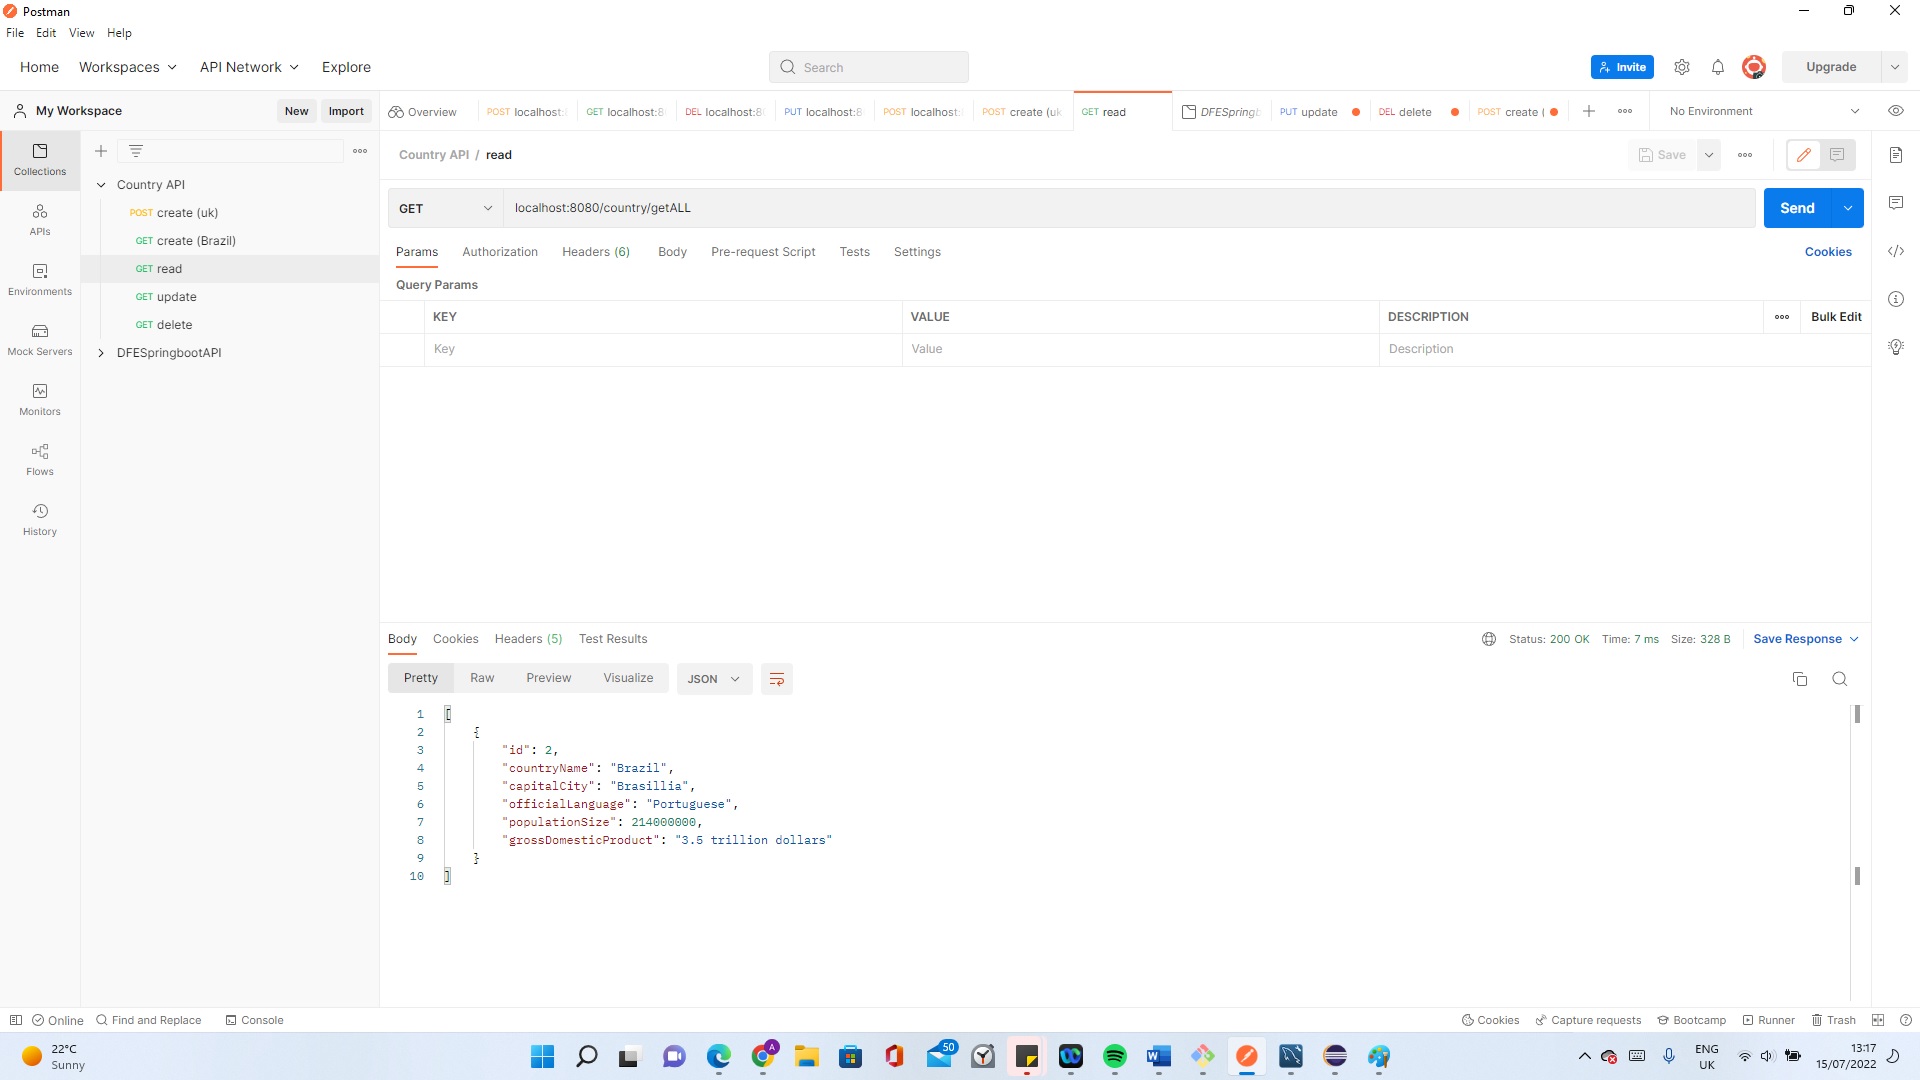 Postman
File Edit View Help
Home Workspaces API Network Explore Search Invite Upgrade
My Workspace New Import Overview POST localhost: GET localhost:8 DEL localhost:8 PUT localhost:8 POST localhost: POST create (uk GET read DFESpring PUT update DEL delete POST create ( No Environment
Collections
APIs
Environments
Mock Servers
Monitors
Flows
History
Country API
POST create (uk)
GET create (Brazil)
GET read
GET update
GET delete
DFESpringbootAPI
Country API / read Save
GET localhost:8080/country/getALL Send
Params Authorization Headers (6) Body Pre-request Script Tests Settings Cookies
Query Params
KEY VALUE DESCRIPTION Bulk Edit
Key Value Description
Body Cookies Headers (5) Test Results Status: 200 OK Time: 7 ms Size: 328 B Save Response
Pretty Raw Preview Visualize JSON
1 [
2 {
3 "id": 2,
4 "countryName": "Brazil",
5 "capitalCity": "Brasillia",
6 "officialLanguage": "Portuguese",
7 "populationSize": 214000000,
8 "grossDomesticProduct": "3.5 trillion dollars"
9 }
10 ]
Online Find and Replace Console Cookies Capture requests Bootcamp Runner Trash
22°C
Sunny
A
50
ENG
UK
13:17
15/07/2022